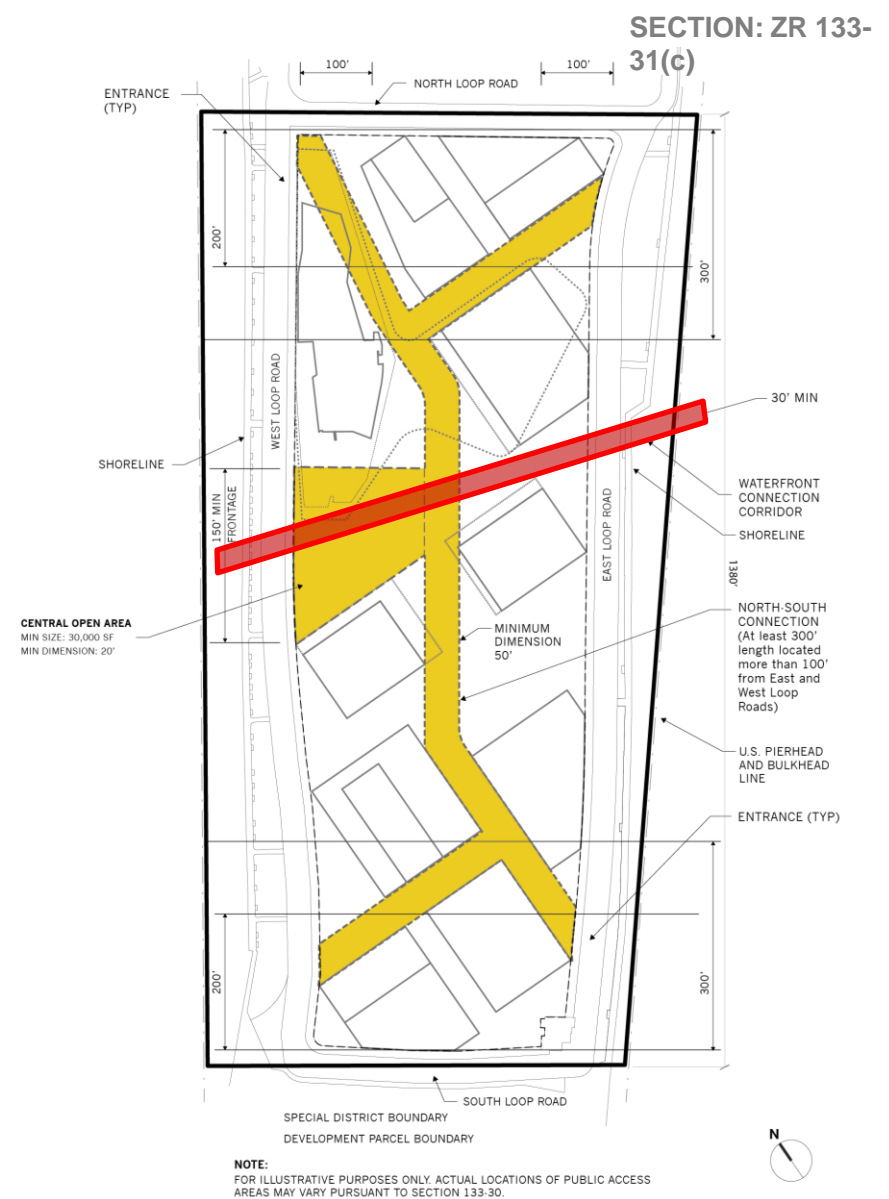 SECTION: ZR 133-
31(c)
100'
100'
NORTH LOOP ROAD
ENTRANCE
(TYP)
200'
300'
WEST LOOP ROAD
30' MIN
SHORELINE
150' MIN
FRONTAGE
WATERFRONT
CONNECTION
CORRIDOR
SHORELINE
EAST LOOP ROAD
1380'
CENTRAL OPEN AREA
MIN SIZE: 30,000 SF
MIN DIMENSION: 20'
MINIMUM
DIMENSION
50'
NORTH-SOUTH
CONNECTION
(At least 300'
length located
more than 100'
from East and
West Loop
Roads)
U.S. PIERHEAD
AND BULKHEAD
LINE
ENTRANCE (TYP)
200'
300'
SOUTH LOOP ROAD
SPECIAL DISTRICT BOUNDARY
DEVELOPMENT PARCEL BOUNDARY
N
NOTE:
FOR ILLUSTRATIVE PURPOSES ONLY. ACTUAL LOCATIONS OF PUBLIC ACCESS
AREAS MAY VARY PURSUANT TO SECTION 133-30.